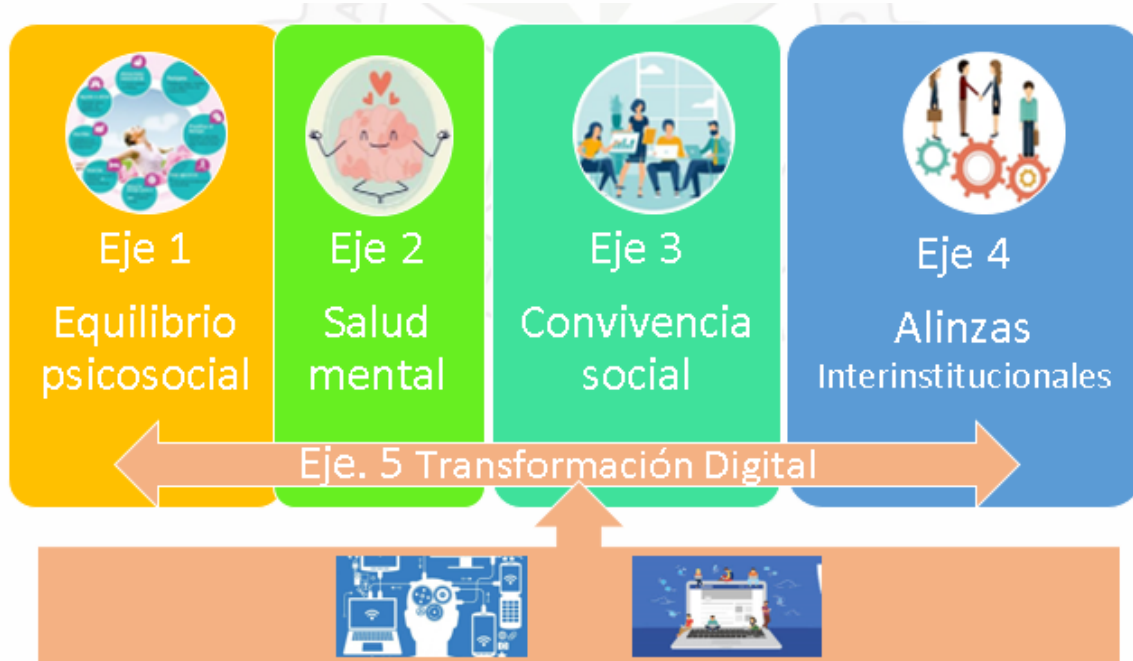 Eje 1
Equilibrio
psicosocial
Eje 2
Salud
mental
Eje 3
Convivencia
social
Eje 4
Alinzas
Interinstitucionales
Eje. 5 Transformación Digital